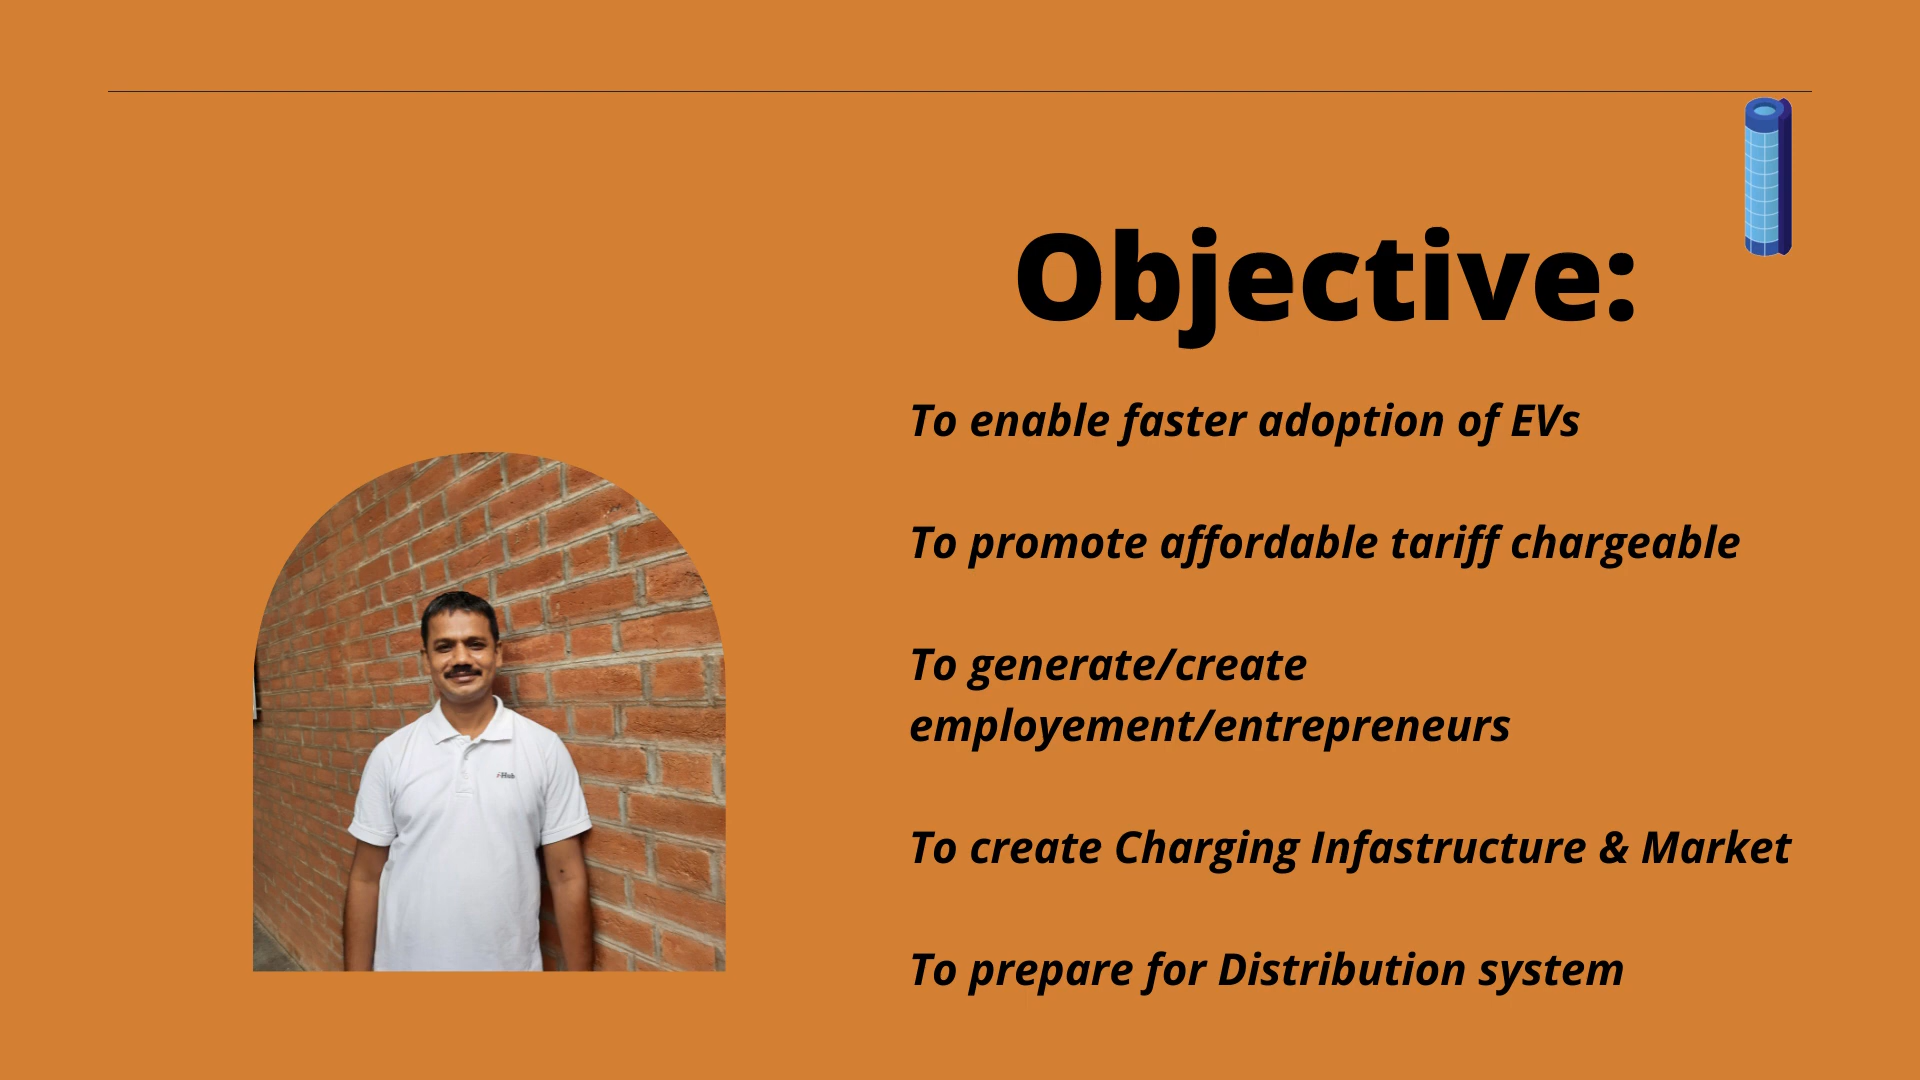 Objective:
To enable faster adoption of EVs
To promote affordable tariff chargeable
To generate/create
employement/entrepreneurs
To create Charging Infastructure & Market
To prepare for Distribution system